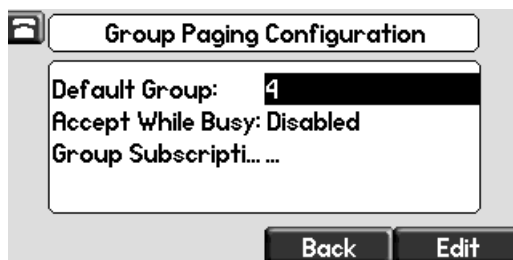 Group Paging Configuration
Default Group: 4
Accept While Busy: Disabled
Group Subscripti... ...
Back Edit